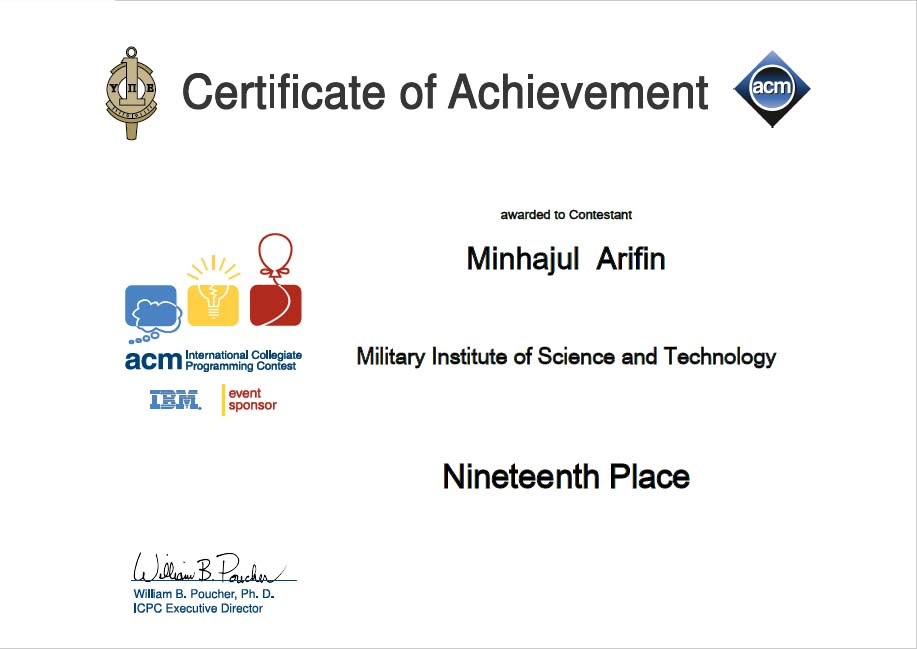 ΥΠΕ
Certificate of Achievement
acm
awarded to Contestant
Minhajul Arifin
Military Institute of Science and Technology
Nineteenth Place
acm International Collegiate
Programming Contest
IBM. event
sponsor
William B. Poucher
William B. Poucher, Ph. D.
ICPC Executive Director